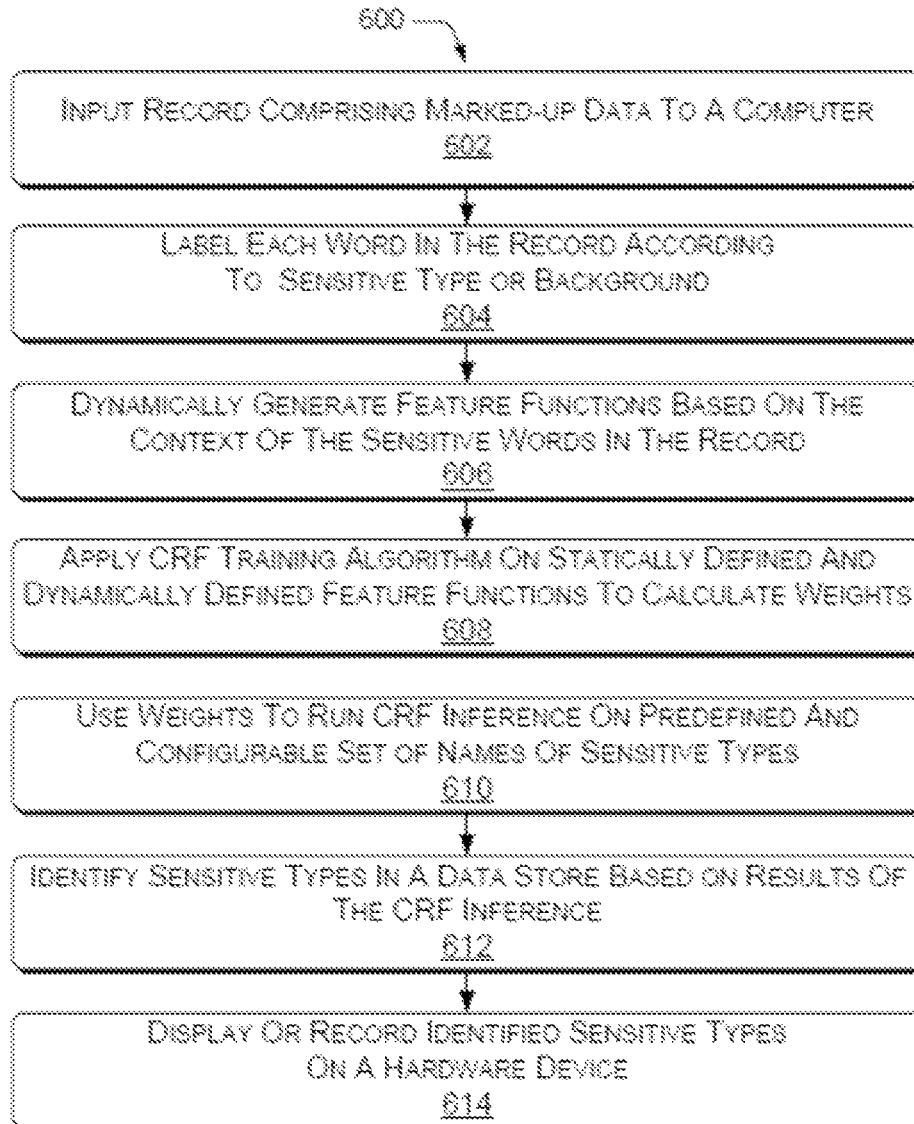 600
INPUT RECORD COMPRISING MARKED-UP DATA TO A COMPUTER
602
LABEL EACH WORD IN THE RECORD ACCORDING
TO SENSITIVE TYPE OR BACKGROUND
604
DYNAMICALLY GENERATE FEATURE FUNCTIONS BASED ON THE
CONTEXT OF THE SENSITIVE WORDS IN THE RECORD
606
APPLY CRF TRAINING ALGORITHM ON STATICALLY DEFINED AND
DYNAMICALLY DEFINED FEATURE FUNCTIONS TO CALCULATE WEIGHTS
608
USE WEIGHTS TO RUN CRF INFERENCE ON PREDEFINED AND
CONFIGURABLE SET OF NAMES OF SENSITIVE TYPES
610
IDENTIFY SENSITIVE TYPES IN A DATA STORE BASED ON RESULTS OF
THE CRF INFERENCE
612
DISPLAY OR RECORD IDENTIFIED SENSITIVE TYPES
ON A HARDWARE DEVICE
614